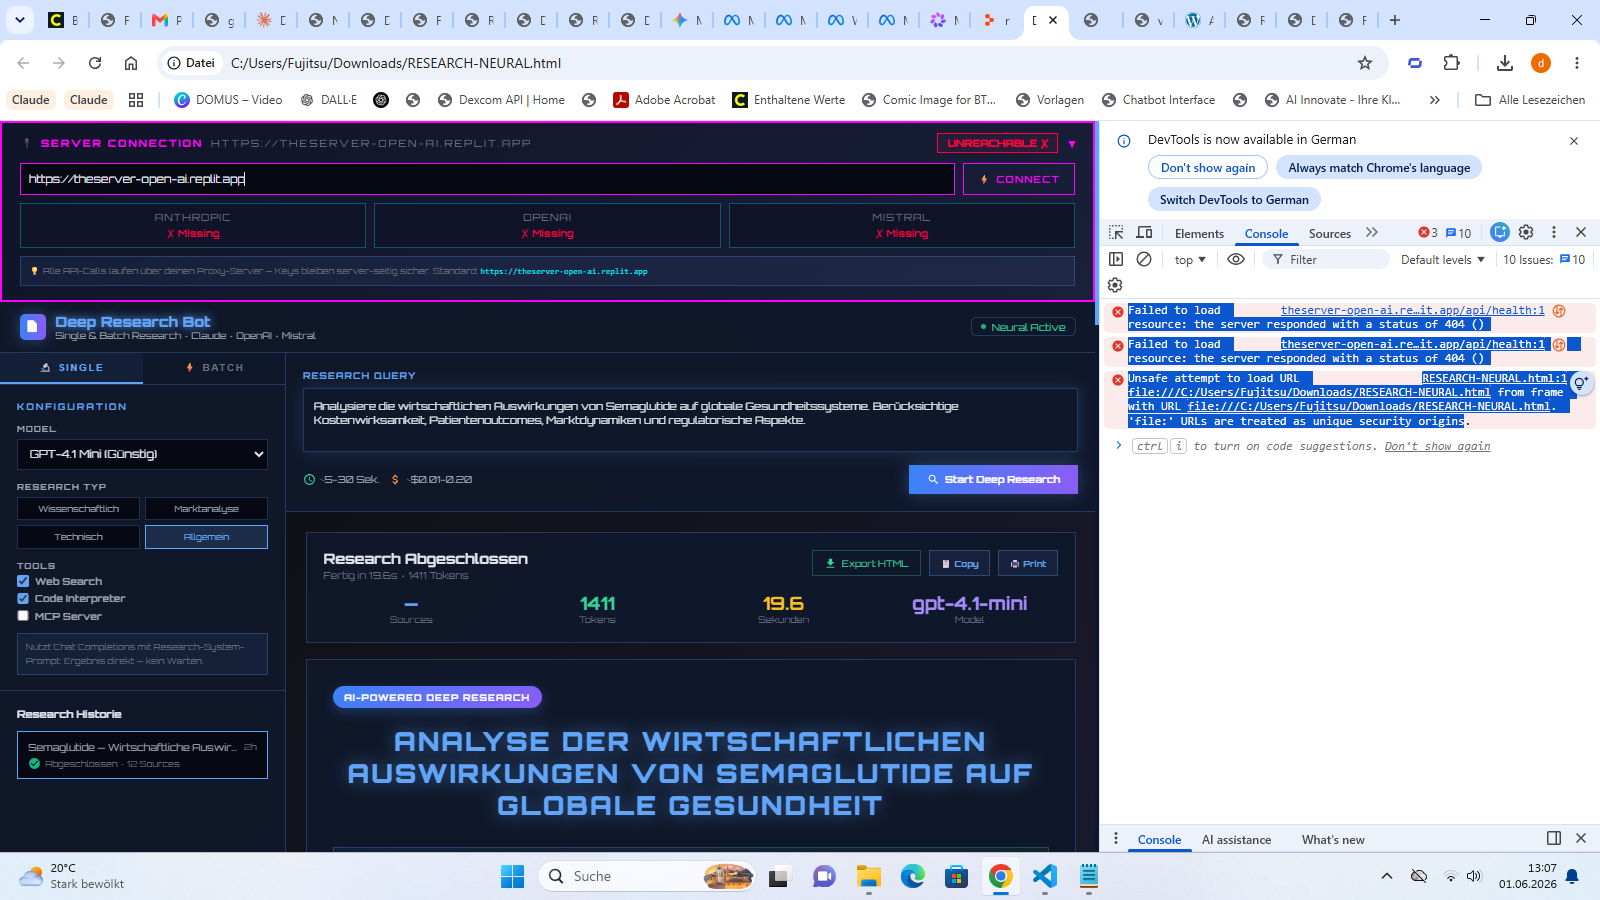 Datei
C:/Users/Fujitsu/Downloads/RESEARCH-NEURAL.html
Claude
Claude
DOMUS – Video
DALL·E
Dexcom API | Home
Adobe Acrobat
Enthaltene Werte
Comic Image for BT...
Vorlagen
Chatbot Interface
AI Innovate - Ihre KI...
Alle Lesezeichen
SERVER CONNECTION HTTPS://THESERVER-OPEN-AI.REPLIT.APP
UNREACHABLE ✗
https://theserver-open-ai.replit.app
CONNECT
ANTHROPIC
✗ Missing
OPENAI
✗ Missing
MISTRAL
✗ Missing
Alle API-Calls laufen über deinen Proxy-Server — Keys bleiben server-seitig sicher. Standard: https://theserver-open-ai.replit.app
Deep Research Bot
Single & Batch Research • Claude • OpenAI • Mistral
Neural Active
SINGLE
BATCH
KONFIGURATION
MODEL
GPT-4.1 Mini (Günstig)
RESEARCH TYP
Wissenschaftlich
Marktanalyse
Technisch
Allgemein
TOOLS
Web Search
Code Interpreter
MCP Server
Nutzt Chat Completions mit Research-System-
Prompt. Ergebnis direkt — kein Warten.
Research Historie
Semaglutide — Wirtschaftliche Auswir... 2h
Abgeschlossen • 12 Sources
RESEARCH QUERY
Analysiere die wirtschaftlichen Auswirkungen von Semaglutide auf globale Gesundheitssysteme. Berücksichtige
Kostenwirksamkeit, Patientenoutcomes, Marktdynamiken und regulatorische Aspekte.
~5-30 Sek.
~$0.01-0.20
Start Deep Research
Research Abgeschlossen
Fertig in 19.6s • 1411 Tokens
Export HTML
Copy
Print
—
Sources
1411
Tokens
19.6
Sekunden
gpt-4.1-mini
Model
AI-POWERED DEEP RESEARCH
ANALYSE DER WIRTSCHAFTLICHEN
AUSWIRKUNGEN VON SEMAGLUTIDE AUF
GLOBALE GESUNDHEIT
DevTools is now available in German
Don't show again
Always match Chrome's language
Switch DevTools to German
Elements
Console
Sources
3
10
top
Filter
Default levels
10 Issues: 10
Failed to load theserver-open-ai.re…it.app/api/health:1
resource: the server responded with a status of 404 ()
Failed to load theserver-open-ai.re…it.app/api/health:1
resource: the server responded with a status of 404 ()
Unsafe attempt to load URL RESEARCH-NEURAL.html:1
file:///C:/Users/Fujitsu/Downloads/RESEARCH-NEURAL.html from frame
with URL file:///C:/Users/Fujitsu/Downloads/RESEARCH-NEURAL.html.
'file:' URLs are treated as unique security origins.
ctrl i to turn on code suggestions. Don't show again
Console
AI assistance
What's new
20°C
Stark bewölkt
Suche
13:07
01.06.2026